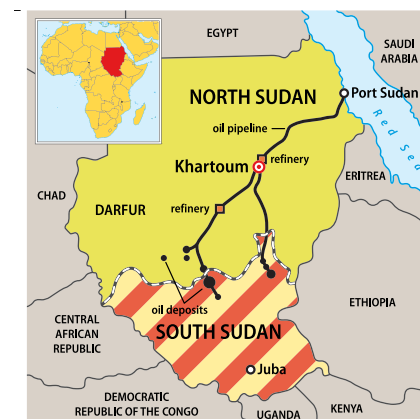 EGYPT
SAUDI
ARABIA
NORTH SUDAN
Port Sudan
oil pipeline
Red Sea
refinery
Khartoum
CHAD
ERITREA
DARFUR
refinery
ETHIOPIA
oil deposits
CENTRAL
AFRICAN
REPUBLIC
SOUTH SUDAN
Juba
DEMOCRATIC
REPUBLIC OF THE CONGO
UGANDA
KENYA